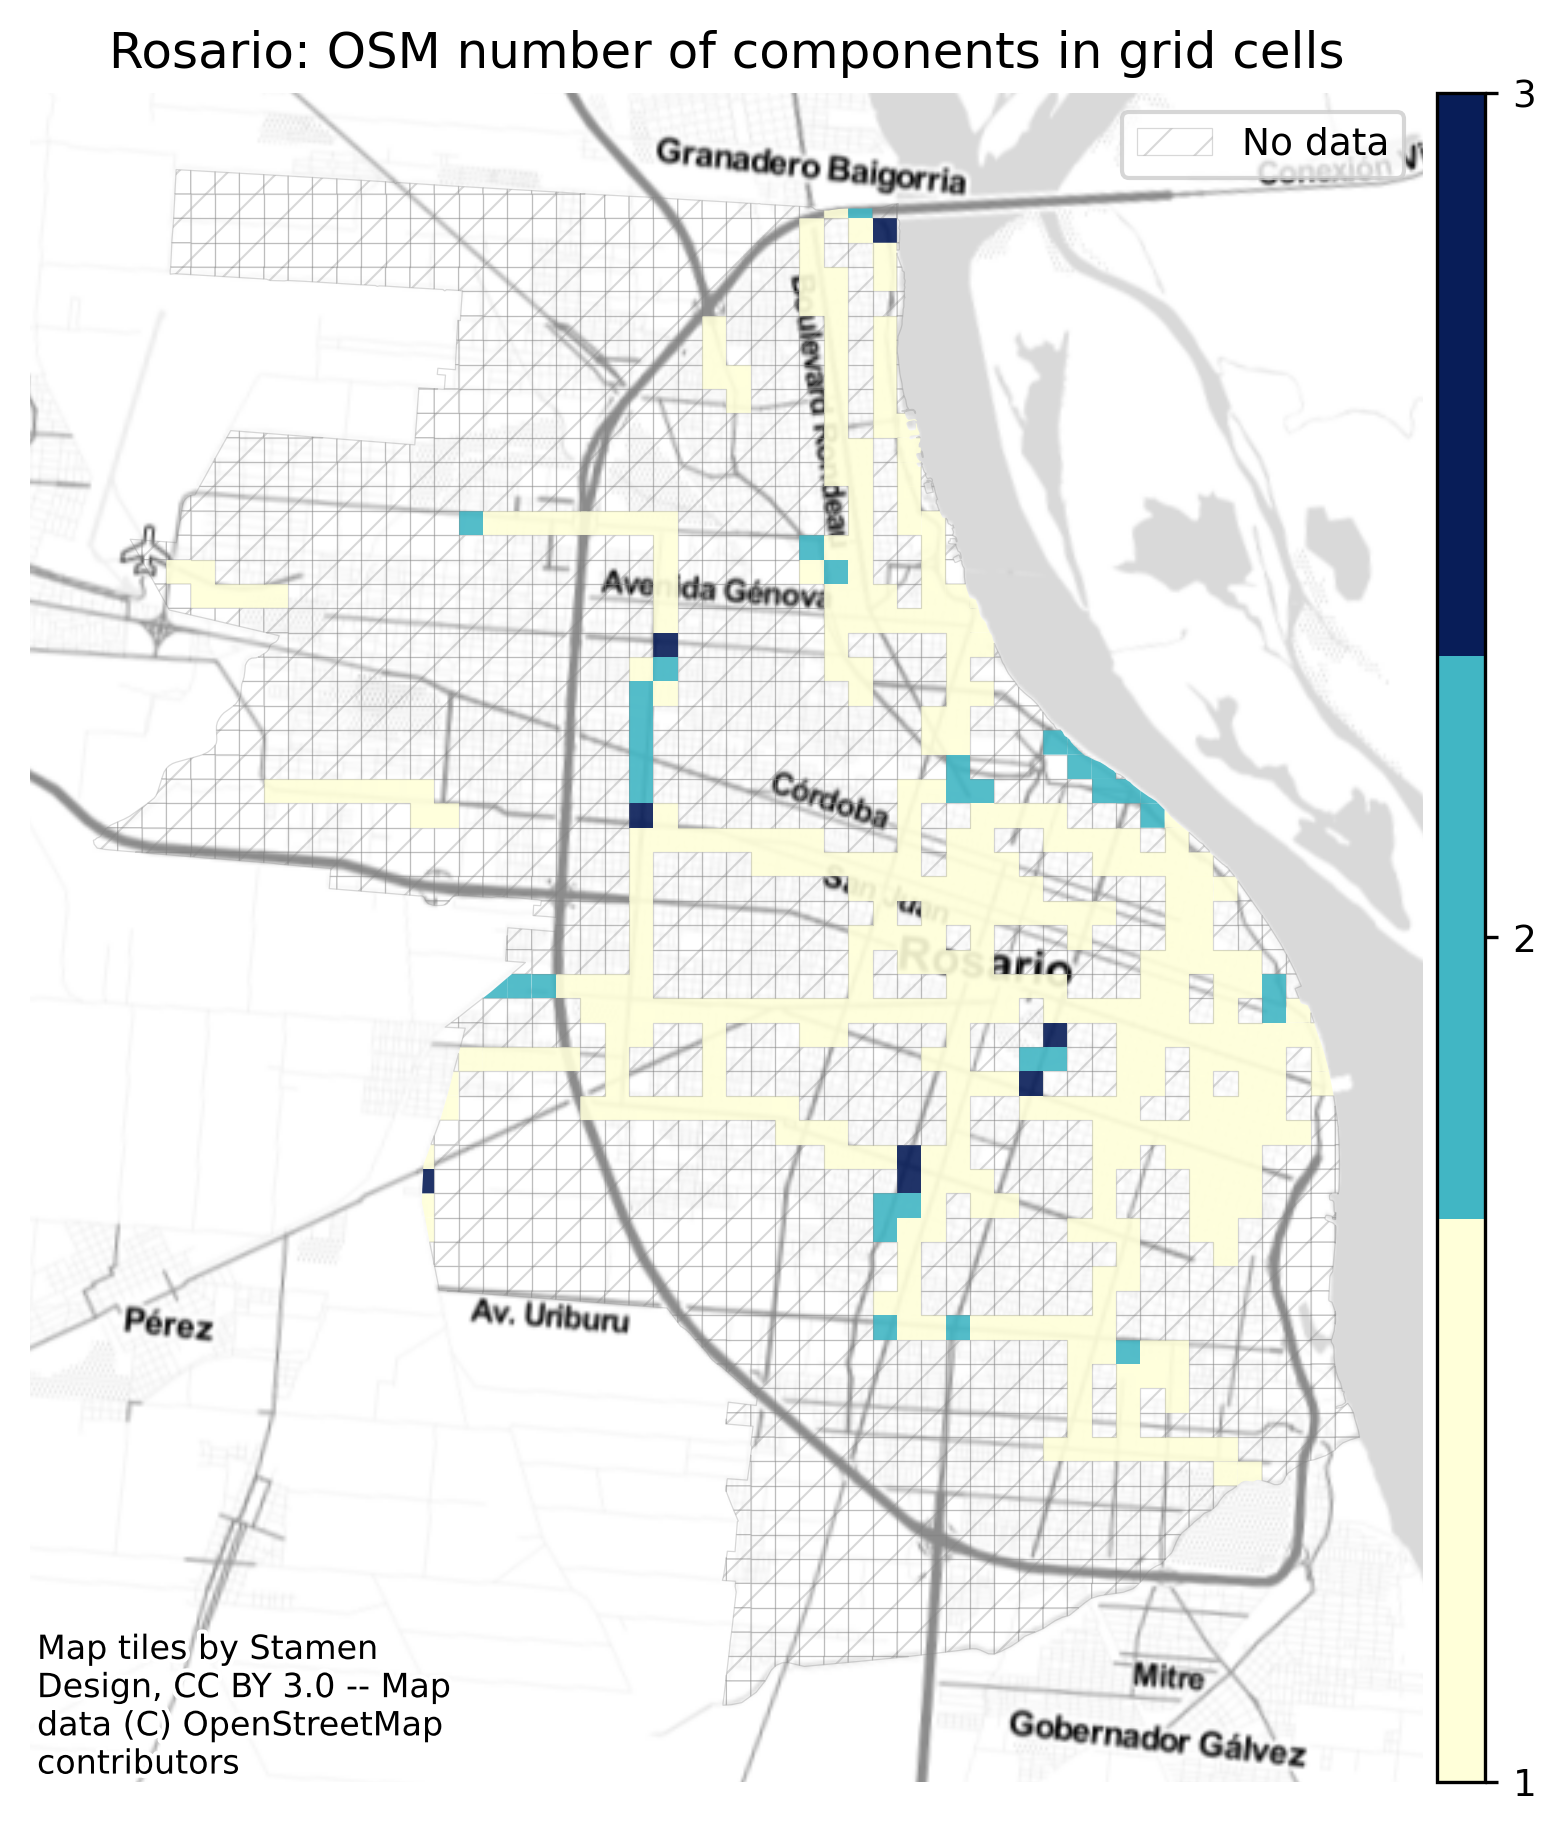 Rosario: OSM number of components in grid cells
3
No data
Granadero Baigorria
Conexión
Boulevard Rondeau
Avenida Génova
Córdoba
San Juan
2
Rosario
Av. Uriburu
Pérez
Map tiles by Stamen
Design, CC BY 3.0 -- Map
data (C) OpenStreetMap
contributors
Mitre
Gobernador Gálvez
1